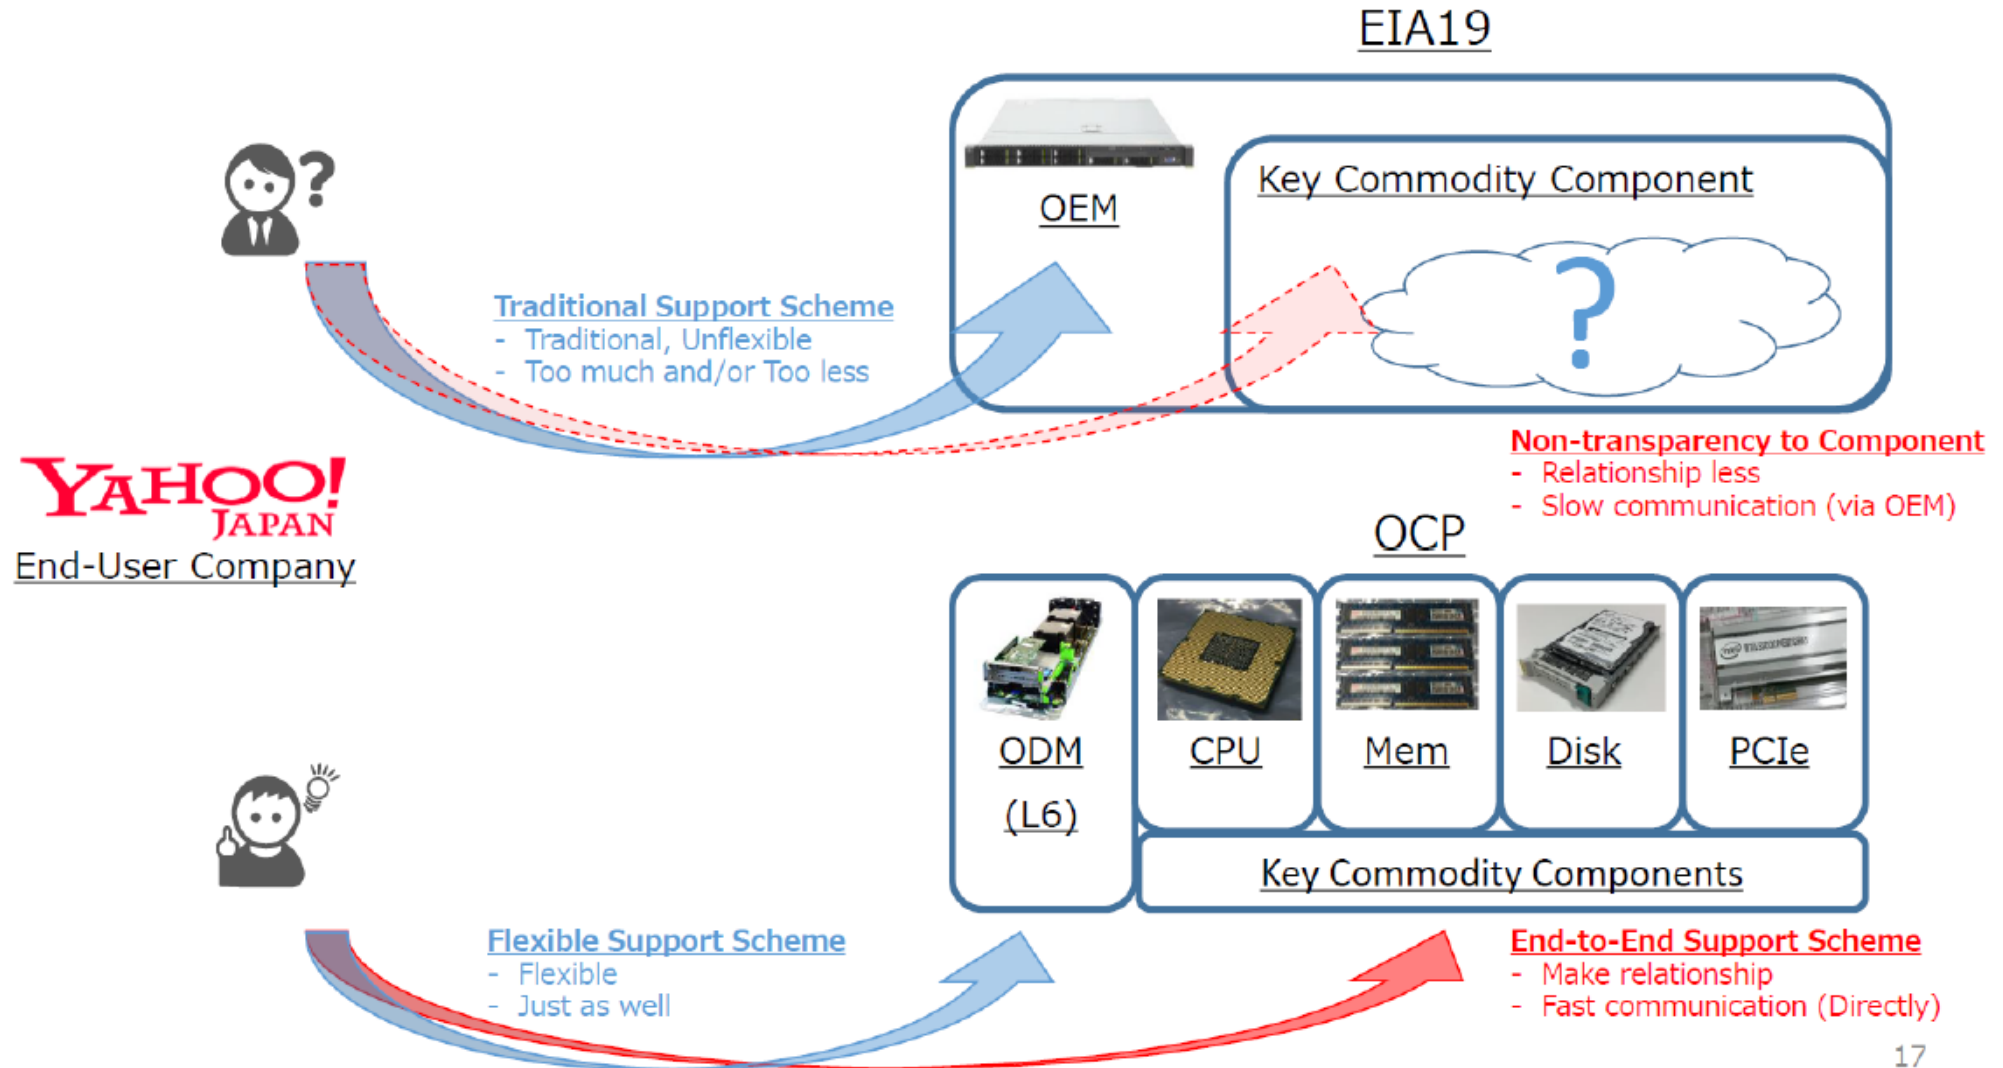 EIA19
?
OEM
Key Commodity Component
?
Traditional Support Scheme
- Traditional, Unflexible
- Too much and/or Too less
Non-transparency to Component
- Relationship less
- Slow communication (via OEM)
YAHOO!
JAPAN
End-User Company
OCP
ODM
(L6)
CPU
Mem
Disk
PCIe
Key Commodity Components
Flexible Support Scheme
- Flexible
- Just as well
End-to-End Support Scheme
- Make relationship
- Fast communication (Directly)
17